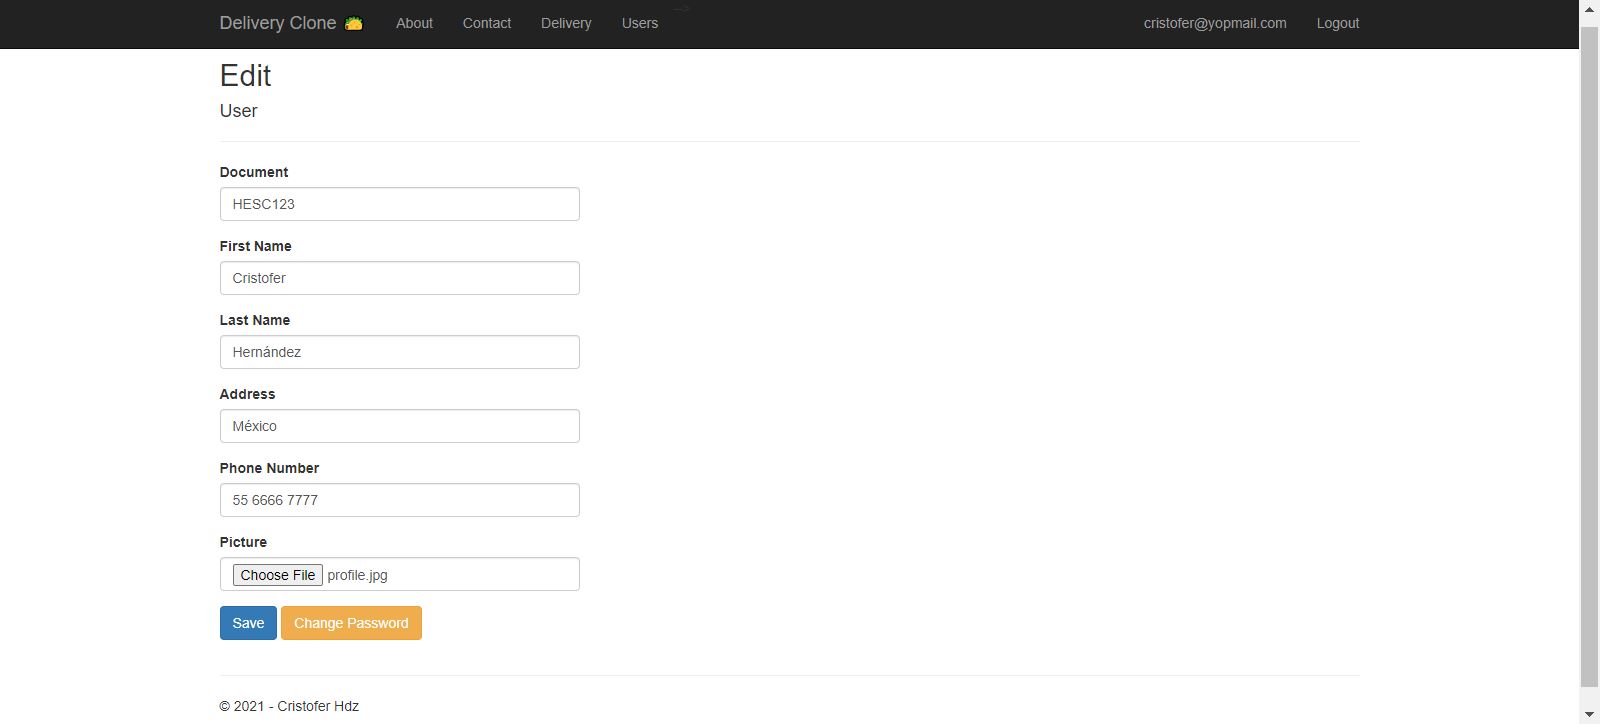 Delivery Clone 🌮 About Contact Delivery Users --> cristofer@yopmail.com Logout
Edit
User
Document
HESC123
First Name
Cristofer
Last Name
Hernández
Address
México
Phone Number
55 6666 7777
Picture
Choose File profile.jpg
Save Change Password
© 2021 - Cristofer Hdz